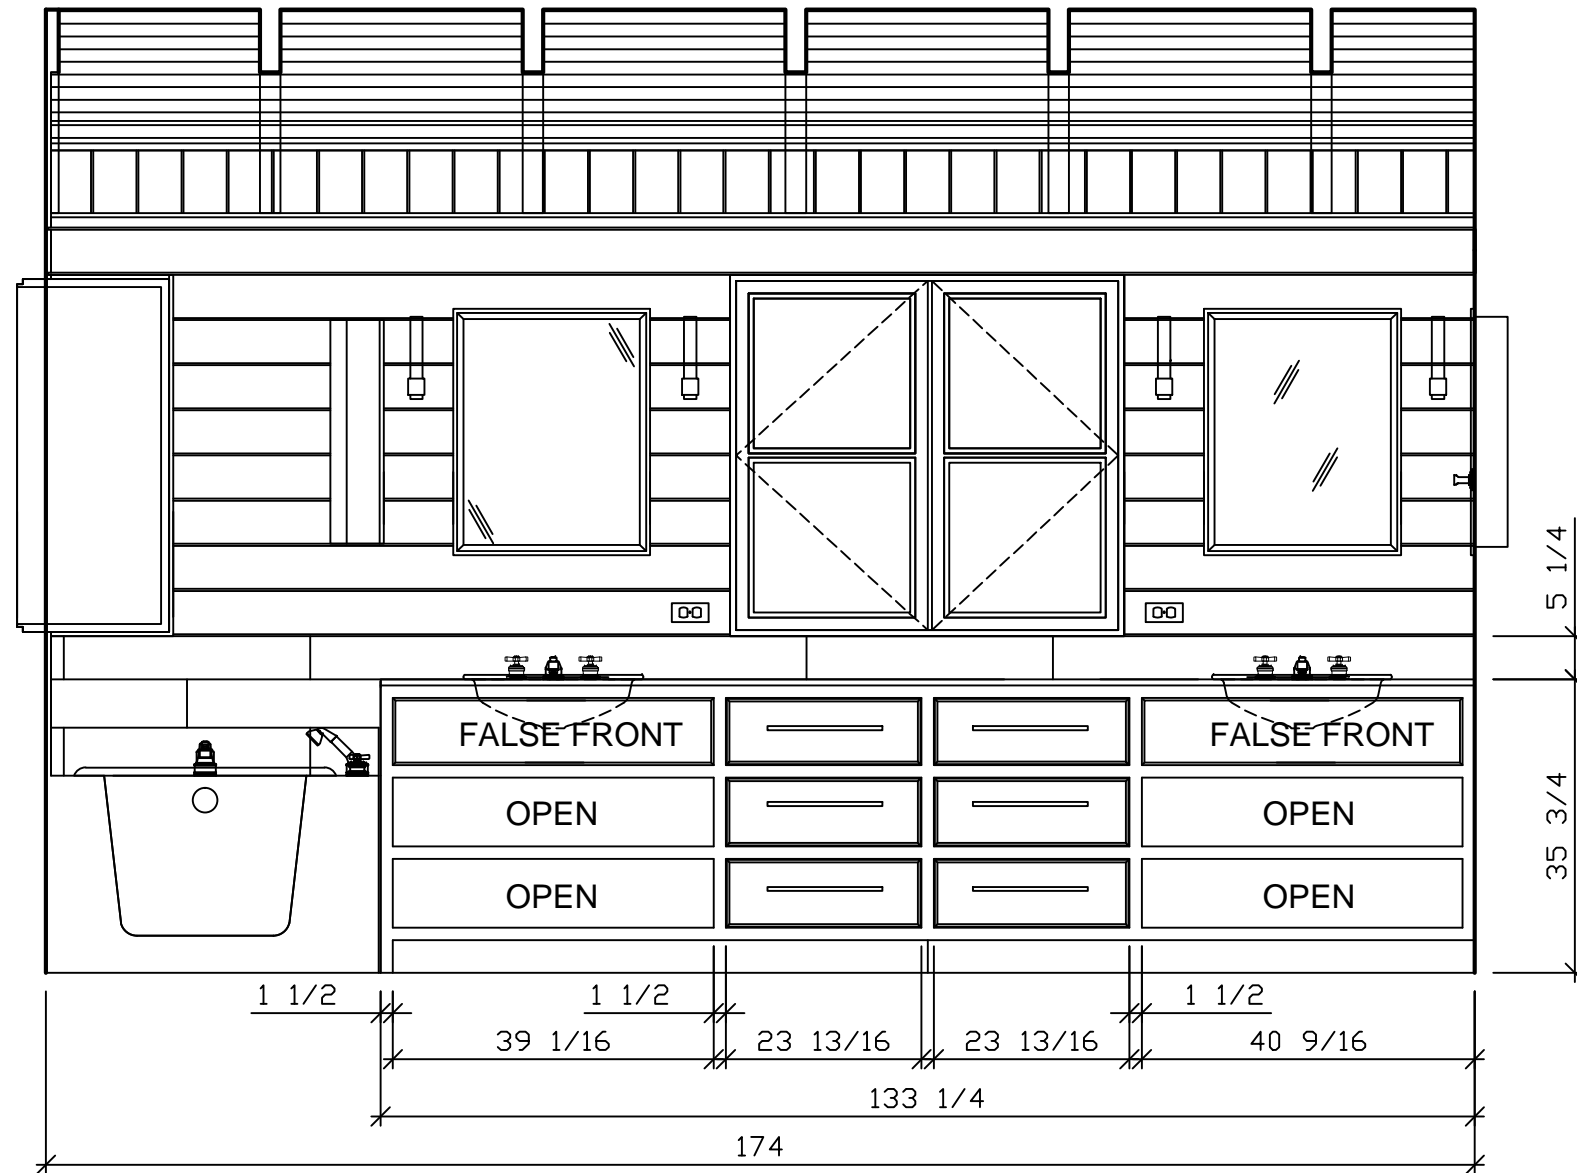 5 1/4
FALSE FRONT FALSE FRONT
35 3/4
OPEN OPEN
OPEN OPEN
1 1/2 1 1/2 1 1/2
39 1/16 23 13/16 23 13/16 40 9/16
133 1/4
174